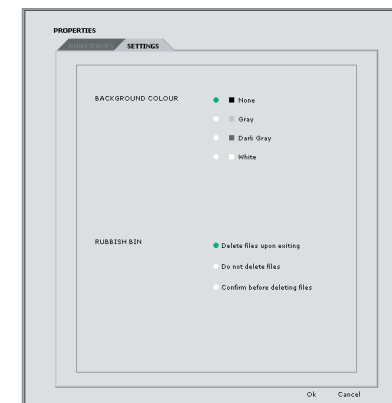 PROPERTIES
DIRECTORIES SETTINGS
BACKGROUND COLOUR
None
Gray
Dark Gray
White
RUBBISH BIN
Delete files upon exiting
Do not delete files
Confirm before deleting files
Ok Cancel